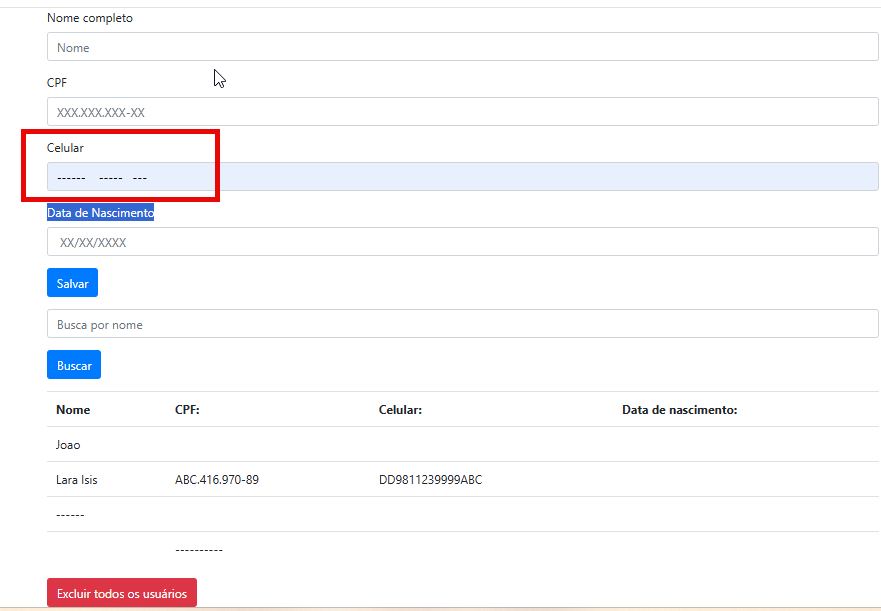 Nome completo
Nome
CPF
XXX.XXX.XXX-XX
Celular
------ ----- ---
Data de Nascimento
XX/XX/XXXX
Salvar
Busca por nome
Buscar
Nome CPF: Celular: Data de nascimento:
Joao
Lara Isis ABC.416.970-89 DD9811239999ABC
------
----------
Excluir todos os usuários